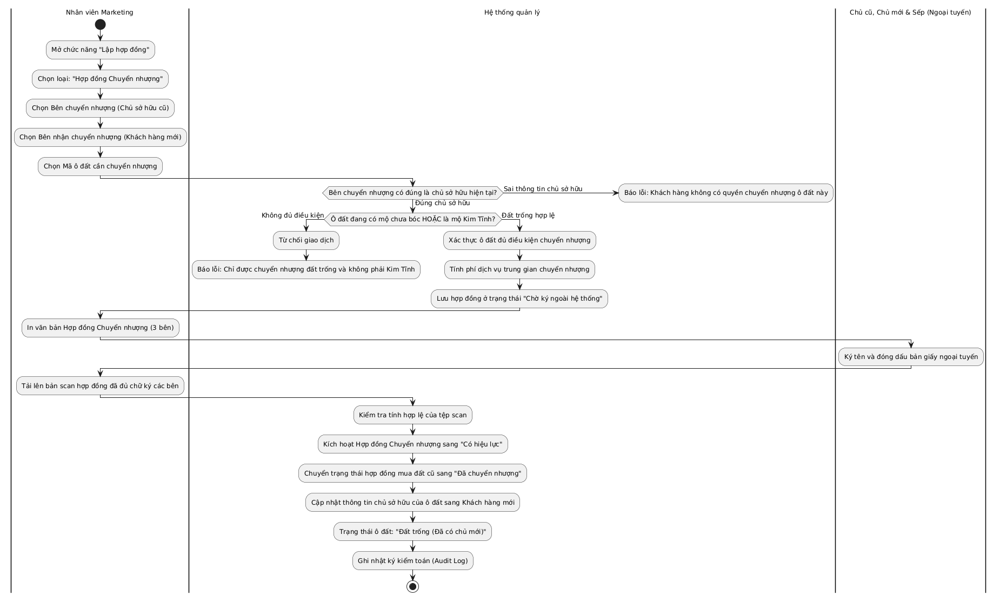 Nhân viên Marketing
Hệ thống quản lý
Chủ cũ, Chủ mới & Sếp (Ngoại tuyến)
Mở chức năng "Lập hợp đồng"
Chọn loại: "Hợp đồng Chuyển nhượng"
Chọn Bên chuyển nhượng (Chủ sở hữu cũ)
Chọn Bên nhận chuyển nhượng (Khách hàng mới)
Chọn Mã ô đất cần chuyển nhượng
Bên chuyển nhượng có đúng là chủ sở hữu hiện tại?
Sai thông tin chủ sở hữu
Báo lỗi: Khách hàng không có quyền chuyển nhượng ô đất này
Đúng chủ sở hữu
Không đủ điều kiện
Ô đất đang có mộ chưa bóc HOẶC là mộ Kim Tĩnh?
Đất trống hợp lệ
Từ chối giao dịch
Xác thực ô đất đủ điều kiện chuyển nhượng
Báo lỗi: Chỉ được chuyển nhượng đất trống và không phải Kim Tĩnh
Tính phí dịch vụ trung gian chuyển nhượng
Lưu hợp đồng ở trạng thái "Chờ ký ngoài hệ thống"
In văn bản Hợp đồng Chuyển nhượng (3 bên)
Ký tên và đóng dấu bản giấy ngoại tuyến
Tải lên bản scan hợp đồng đã đủ chữ ký các bên
Kiểm tra tính hợp lệ của tệp scan
Kích hoạt Hợp đồng Chuyển nhượng sang "Có hiệu lực"
Chuyển trạng thái hợp đồng mua đất cũ sang "Đã chuyển nhượng"
Cập nhật thông tin chủ sở hữu của ô đất sang Khách hàng mới
Trạng thái ô đất: "Đất trống (Đã có chủ mới)"
Ghi nhật ký kiểm toán (Audit Log)